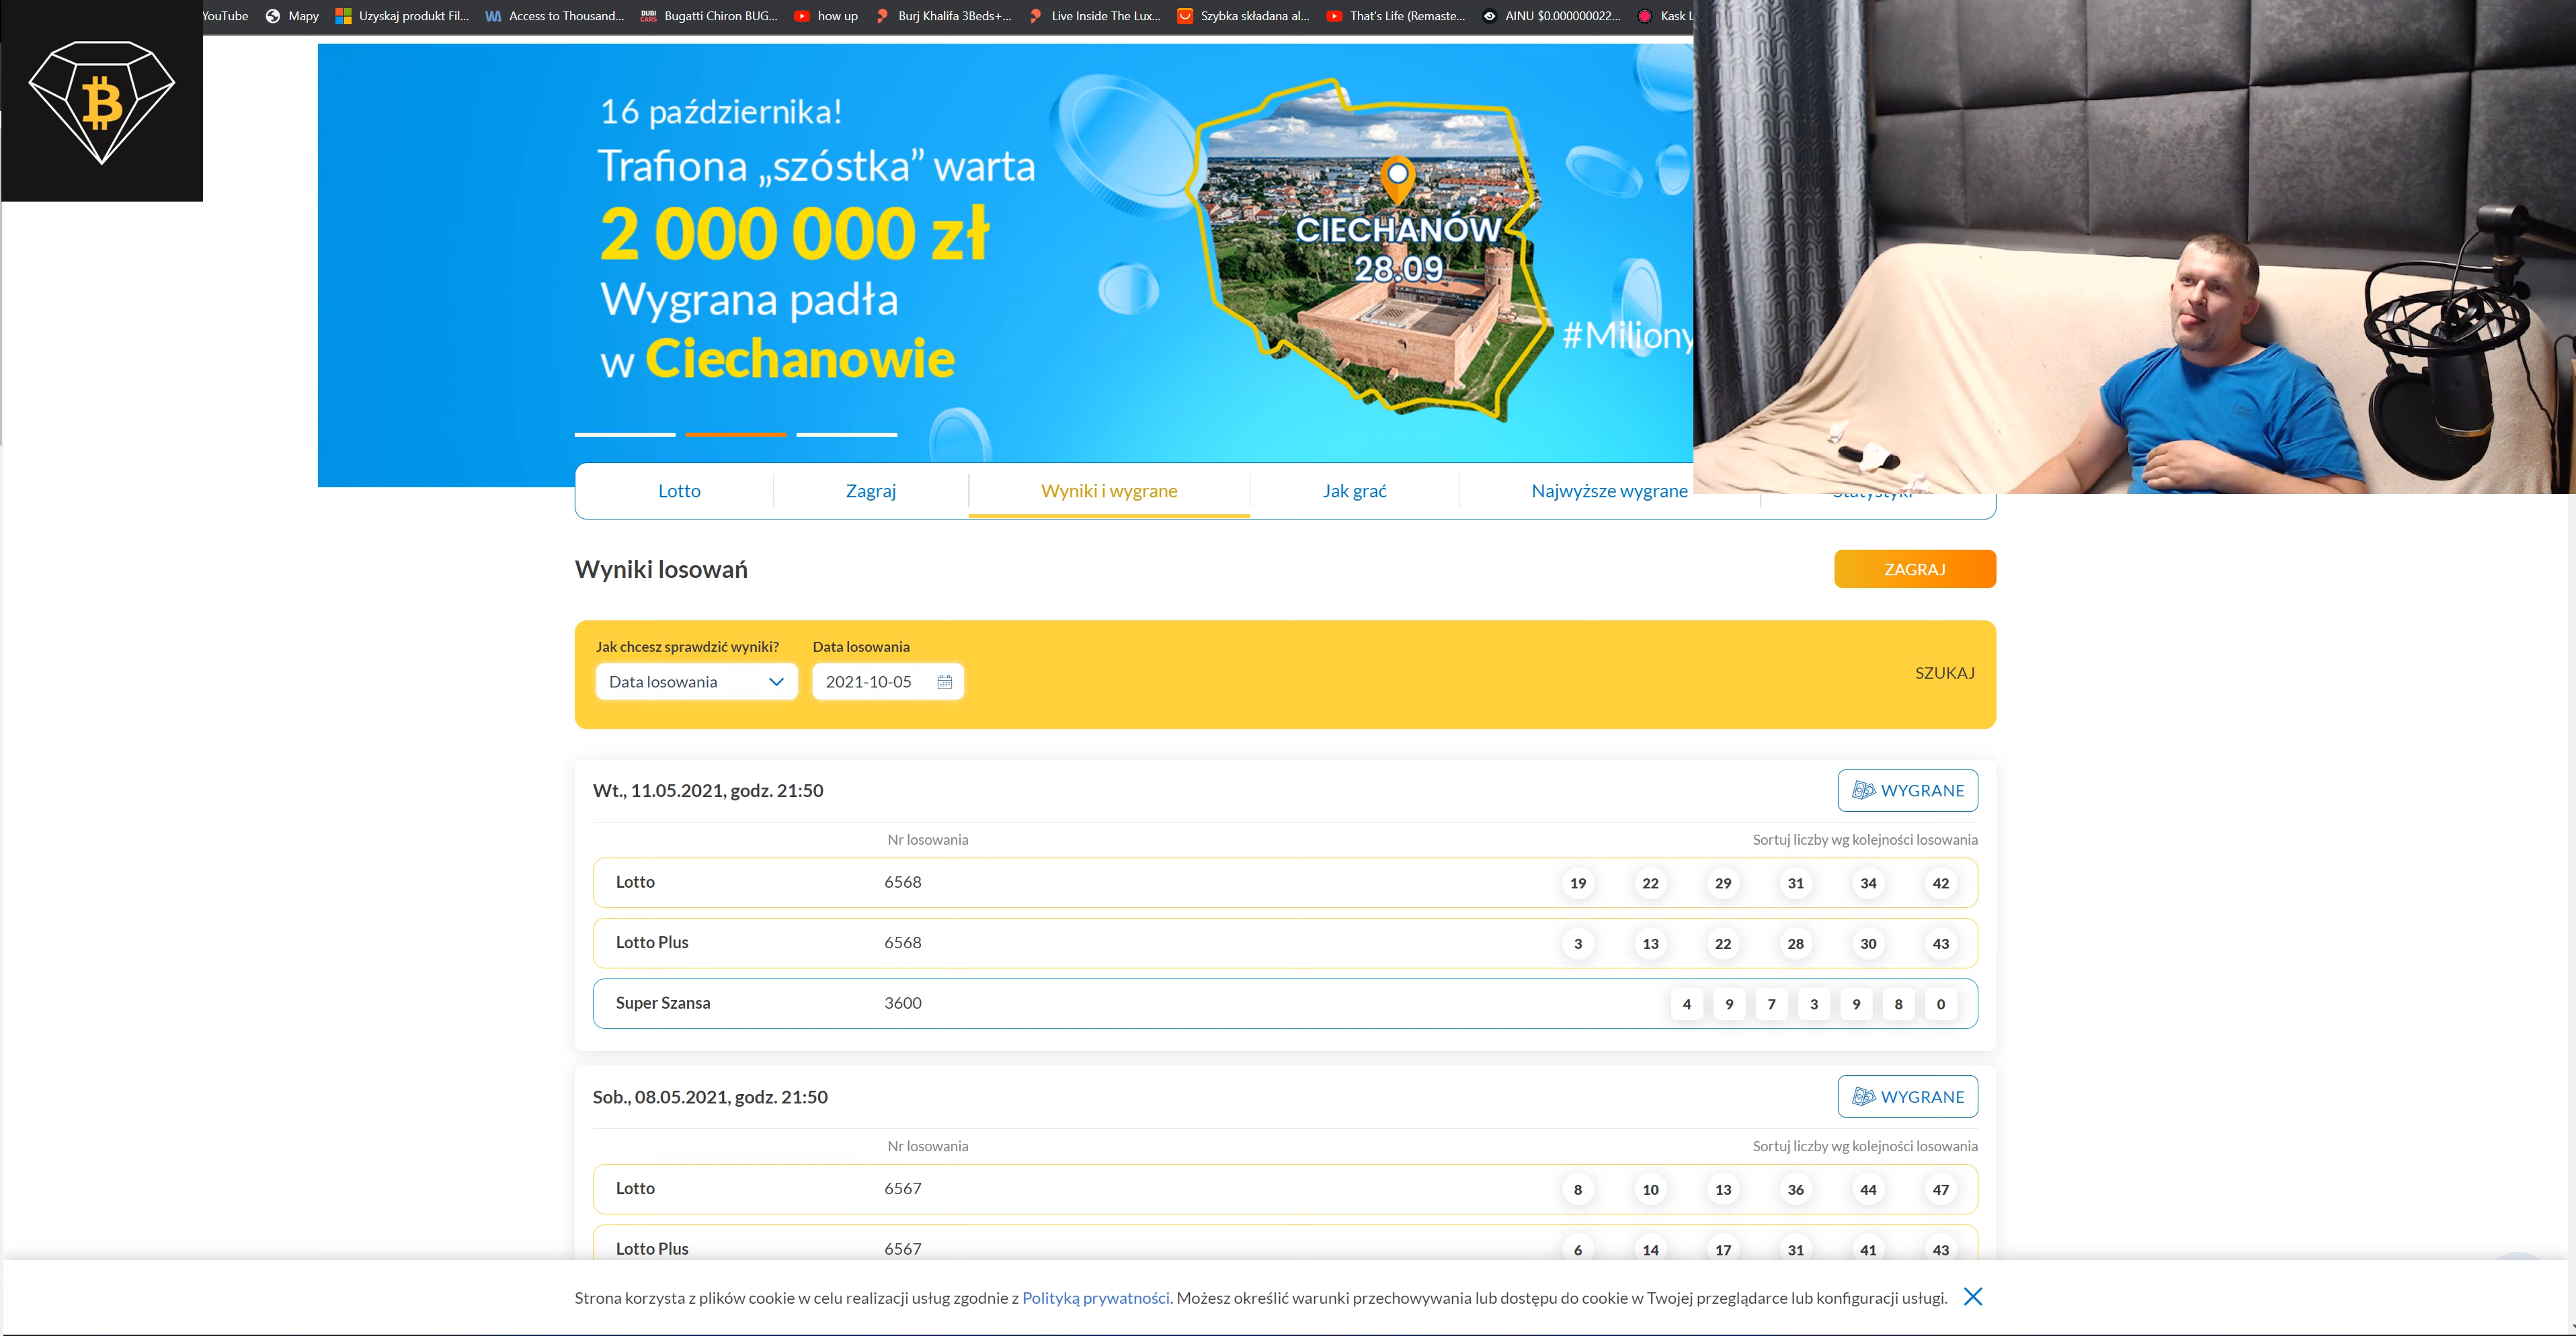 YouTube Mapy Uzyskaj produkt Fil... Access to Thousand... DUBI CARS Bugatti Chiron BUG... how up Burj Khalifa 3Beds+... Live Inside The Lux... Szybka składana al... That's Life (Remaste... AINU $0.000000022... Kask L
16 października!
Trafiona „szóstka” warta
2 000 000 zł
Wygrana padła
w Ciechanowie
CIECHANÓW
28.09
#Miliony
Lotto Zagraj Wyniki i wygrane Jak grać Najwyższe wygrane Statystyki
Wyniki losowań
ZAGRAJ
Jak chcesz sprawdzić wyniki? Data losowania
Data losowania 2021-10-05
SZUKAJ
Wt., 11.05.2021, godz. 21:50 WYGRANE
Nr losowania Sortuj liczby wg kolejności losowania
Lotto 6568 19 22 29 31 34 42
Lotto Plus 6568 3 13 22 28 30 43
Super Szansa 3600 4 9 7 3 9 8 0
Sob., 08.05.2021, godz. 21:50 WYGRANE
Nr losowania Sortuj liczby wg kolejności losowania
Lotto 6567 8 10 13 36 44 47
Lotto Plus 6567 6 14 17 31 41 43
Strona korzysta z plików cookie w celu realizacji usług zgodnie z Polityką prywatności. Możesz określić warunki przechowywania lub dostępu do cookie w Twojej przeglądarce lub konfiguracji usługi.